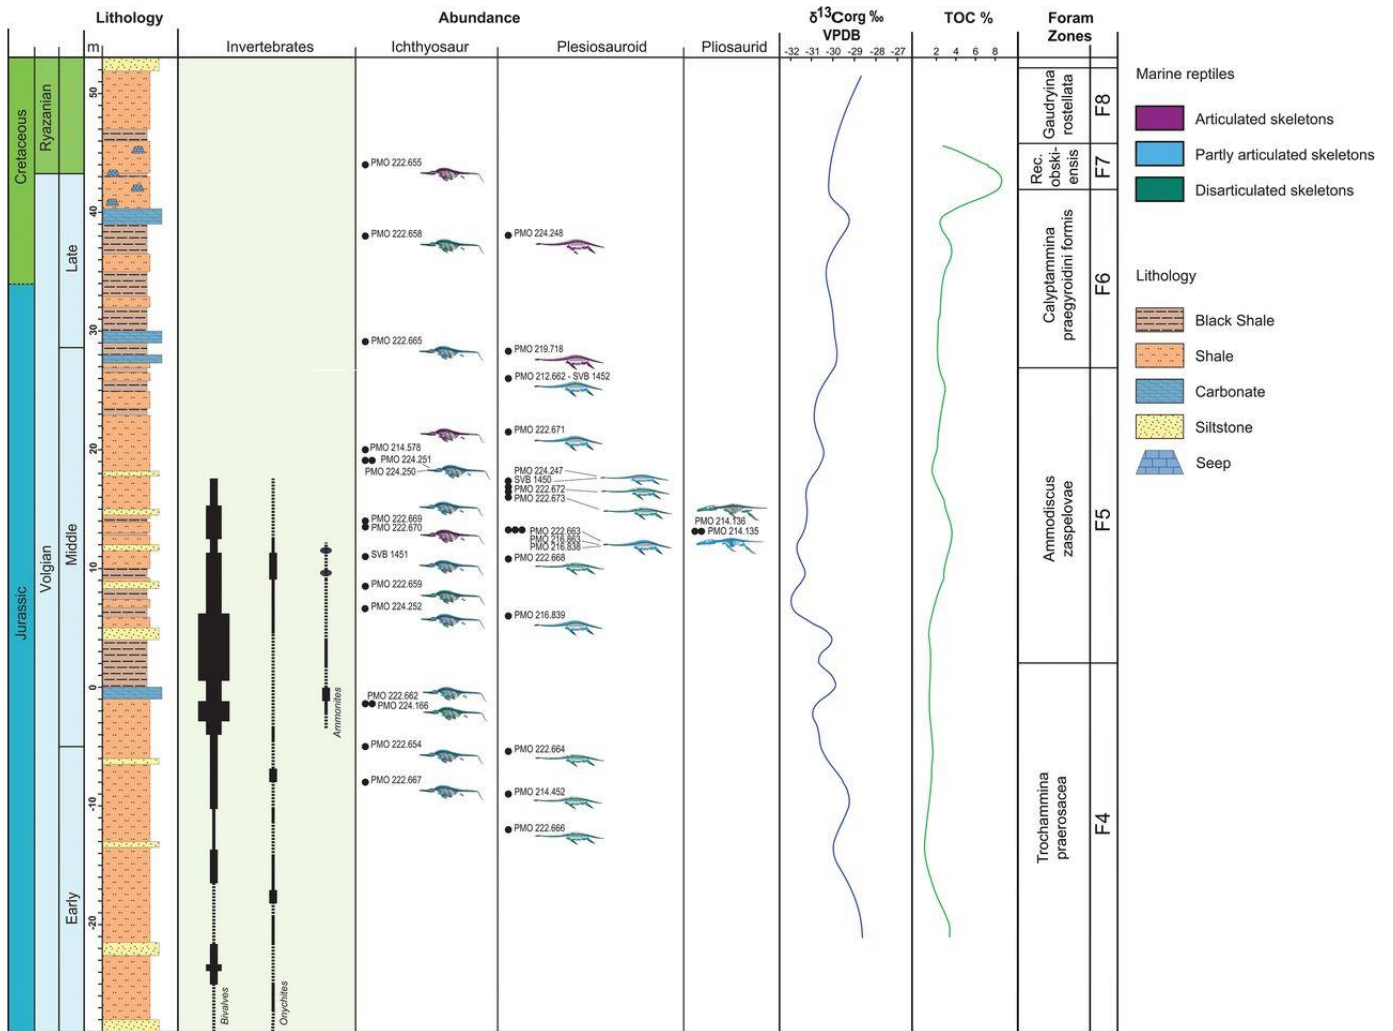 Lithology
Abundance
δ13Corg ‰
VPDB
TOC %
Foram
Zones
m
Invertebrates
Ichthyosaur
Plesiosauroid
Pliosaurid
-32 -31 -30 -29 -28 -27
2 4 6 8
Cretaceous
Jurassic
Ryazanian
Volgian
Late
Middle
Early
50
40
30
20
10
0
-10
-20
Bivalves
Onychites
Ammonites
PMO 222.655
PMO 222.658
PMO 222.665
PMO 214.578
PMO 224.251
PMO 224.250
PMO 222.669
PMO 222.670
SVB 1451
PMO 222.659
PMO 224.252
PMO 222.662
PMO 224.166
PMO 222.654
PMO 222.667
PMO 224.248
PMO 219.718
PMO 212.662 - SVB 1452
PMO 222.671
PMO 224.247
SVB 1450
PMO 222.672
PMO 222.673
PMO 222.663
PMO 216.863
PMO 216.838
PMO 222.668
PMO 216.839
PMO 222.664
PMO 214.452
PMO 222.666
PMO 214.136
PMO 214.135
Gaudryina
rostellata
F8
Rec.
obski-
ensis
F7
Calyptammina
praegyroidini formis
F6
Ammodiscus
zaspelovae
F5
Trochammina
praerosacea
F4
Marine reptiles
Articulated skeletons
Partly articulated skeletons
Disarticulated skeletons
Lithology
Black Shale
Shale
Carbonate
Siltstone
Seep